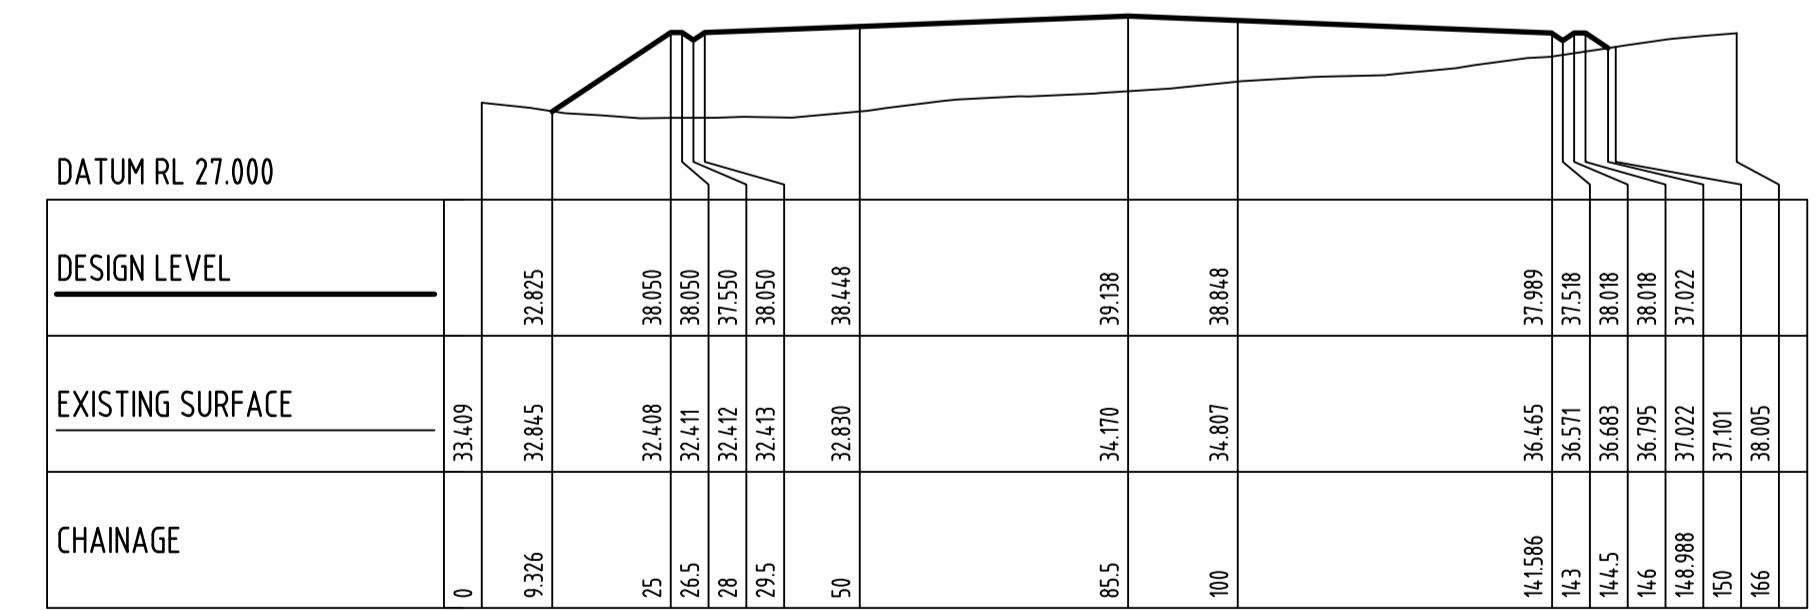 DATUM RL 27.000
DESIGN LEVEL 32.825 38.050 38.050 37.550 38.050 38.448 39.138 38.848 37.989 37.518 38.018 38.018 37.022
EXISTING SURFACE 33.409 32.845 32.408 32.411 32.412 32.413 32.830 34.170 34.807 36.465 36.571 36.683 36.795 37.022 37.101 38.005
CHAINAGE 0 9.326 25 26.5 28 29.5 50 85.5 100 141.586 143 144.5 146 148.988 150 166